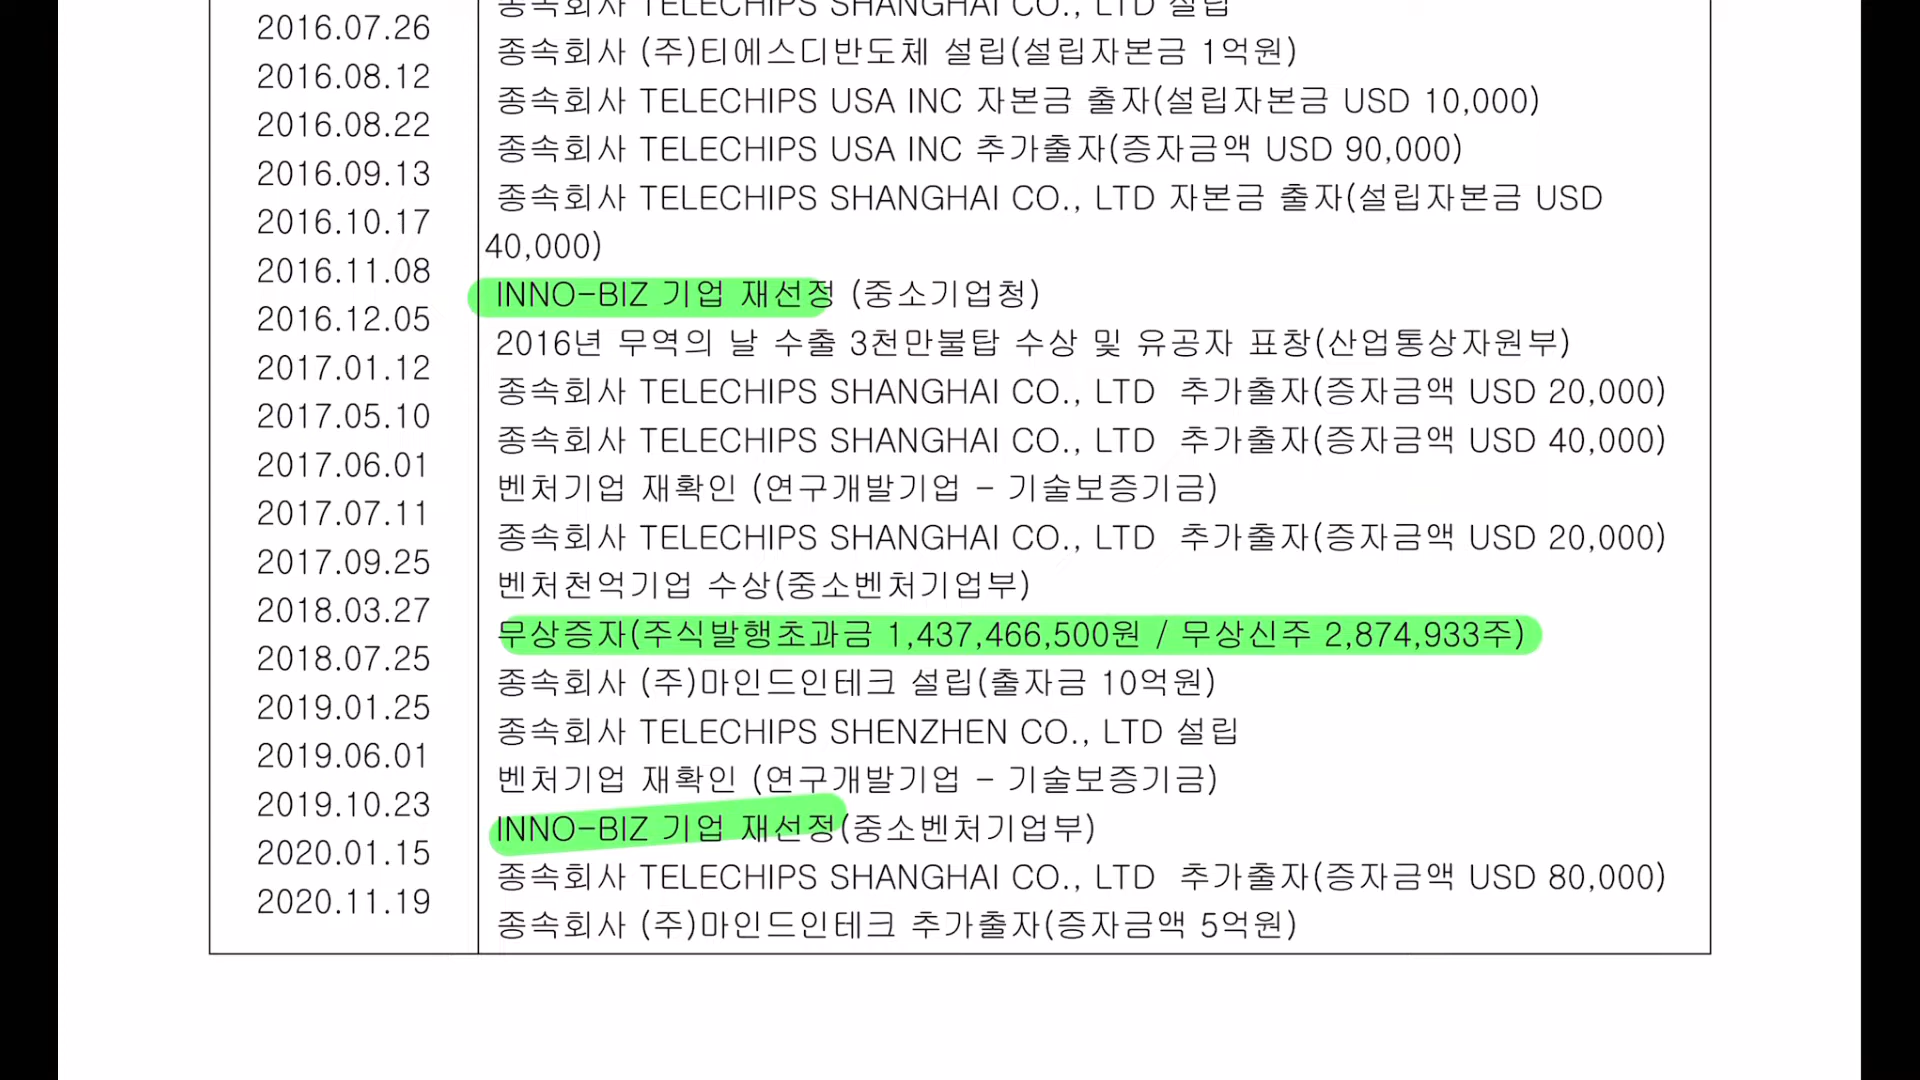 종속회사 TELECHIPS SHANGHAI CO., LTD 설립
2016.07.26
종속회사 (주)티에스디반도체 설립(설립자본금 1억원)
2016.08.12
종속회사 TELECHIPS USA INC 자본금 출자(설립자본금 USD 10,000)
2016.08.22
종속회사 TELECHIPS USA INC 추가출자(증자금액 USD 90,000)
2016.09.13
종속회사 TELECHIPS SHANGHAI CO., LTD 자본금 출자(설립자본금 USD
2016.10.17
40,000)
2016.11.08
INNO-BIZ 기업 재선정 (중소기업청)
2016.12.05
2016년 무역의 날 수출 3천만불탑 수상 및 유공자 표창(산업통상자원부)
2017.01.12
종속회사 TELECHIPS SHANGHAI CO., LTD 추가출자(증자금액 USD 20,000)
2017.05.10
종속회사 TELECHIPS SHANGHAI CO., LTD 추가출자(증자금액 USD 40,000)
2017.06.01
벤처기업 재확인 (연구개발기업 - 기술보증기금)
2017.07.11
종속회사 TELECHIPS SHANGHAI CO., LTD 추가출자(증자금액 USD 20,000)
2017.09.25
벤처천억기업 수상(중소벤처기업부)
2018.03.27
무상증자(주식발행초과금 1,437,466,500원 / 무상신주 2,874,933주)
2018.07.25
종속회사 (주)마인드인테크 설립(출자금 10억원)
2019.01.25
종속회사 TELECHIPS SHENZHEN CO., LTD 설립
2019.06.01
벤처기업 재확인 (연구개발기업 - 기술보증기금)
2019.10.23
INNO-BIZ 기업 재선정(중소벤처기업부)
2020.01.15
종속회사 TELECHIPS SHANGHAI CO., LTD 추가출자(증자금액 USD 80,000)
2020.11.19
종속회사 (주)마인드인테크 추가출자(증자금액 5억원)